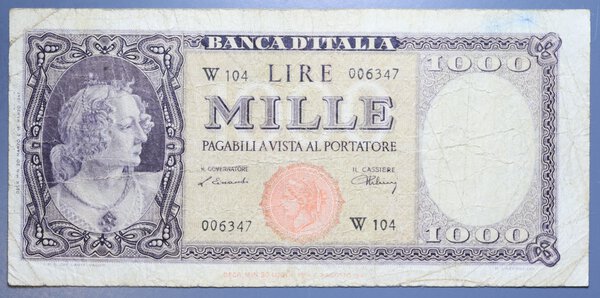 BANCA D'ITALIA
W 104 LIRE 006347 1000
MILLE
PAGABILI A VISTA AL PORTATORE
IL GOVERNATORE IL CASSIERE
006347 W 104
1000